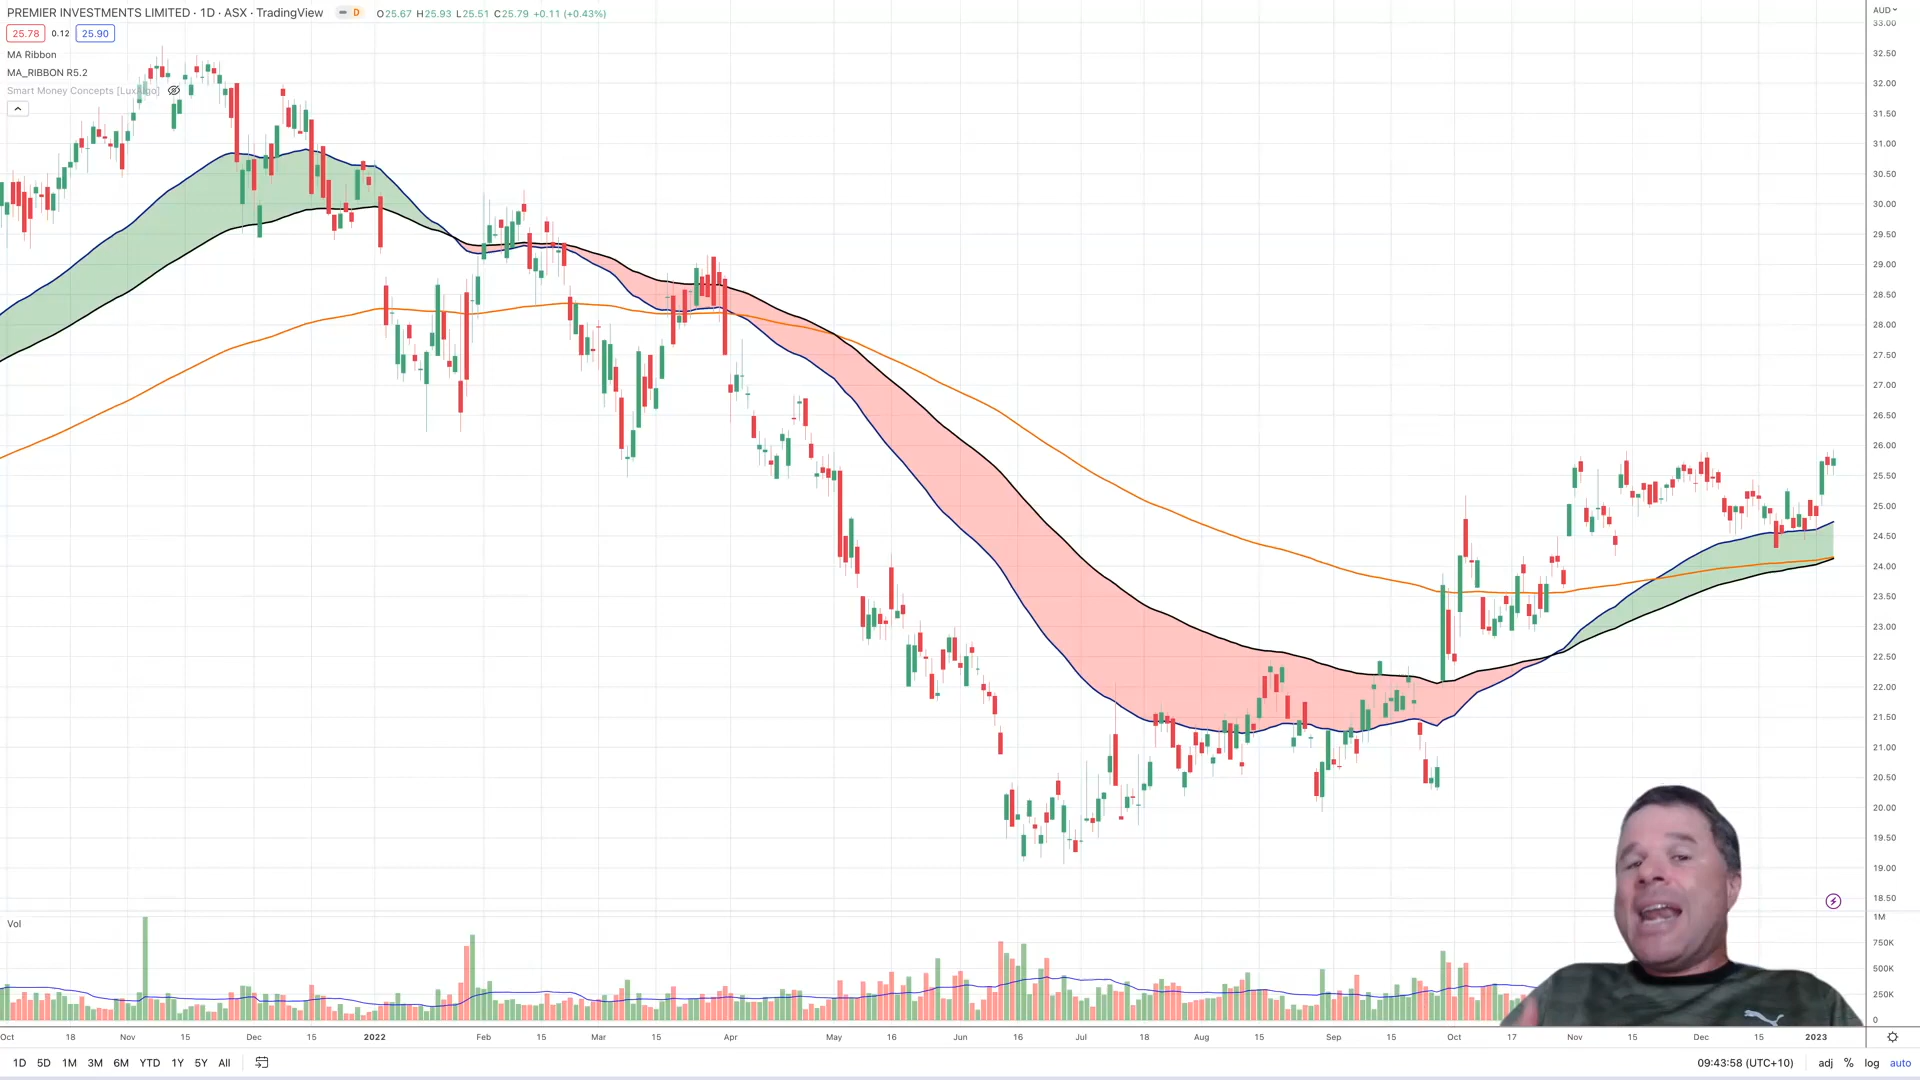 PREMIER INVESTMENTS LIMITED · 1D · ASX · TradingView D O25.67 H25.93 L25.51 C25.79 +0.11 (+0.43%)
25.78 0.12 25.90
MA Ribbon
MA_RIBBON R5.2
Smart Money Concepts [LuxAlgo]
AUD
33.00
32.50
32.00
31.50
31.00
30.50
30.00
29.50
29.00
28.50
28.00
27.50
27.00
26.50
26.00
25.50
25.00
24.50
24.00
23.50
23.00
22.50
22.00
21.50
21.00
20.50
20.00
19.50
19.00
18.50
Vol
1M
750K
500K
250K
0
Oct 18 Nov 15 Dec 15 2022 Feb 15 Mar 15 Apr May 16 Jun 16 Jul 18 Aug 15 Sep 15 Oct 17 Nov 15 Dec 15 2023
1D 5D 1M 3M 6M YTD 1Y 5Y All 09:43:58 (UTC+10) adj % log auto